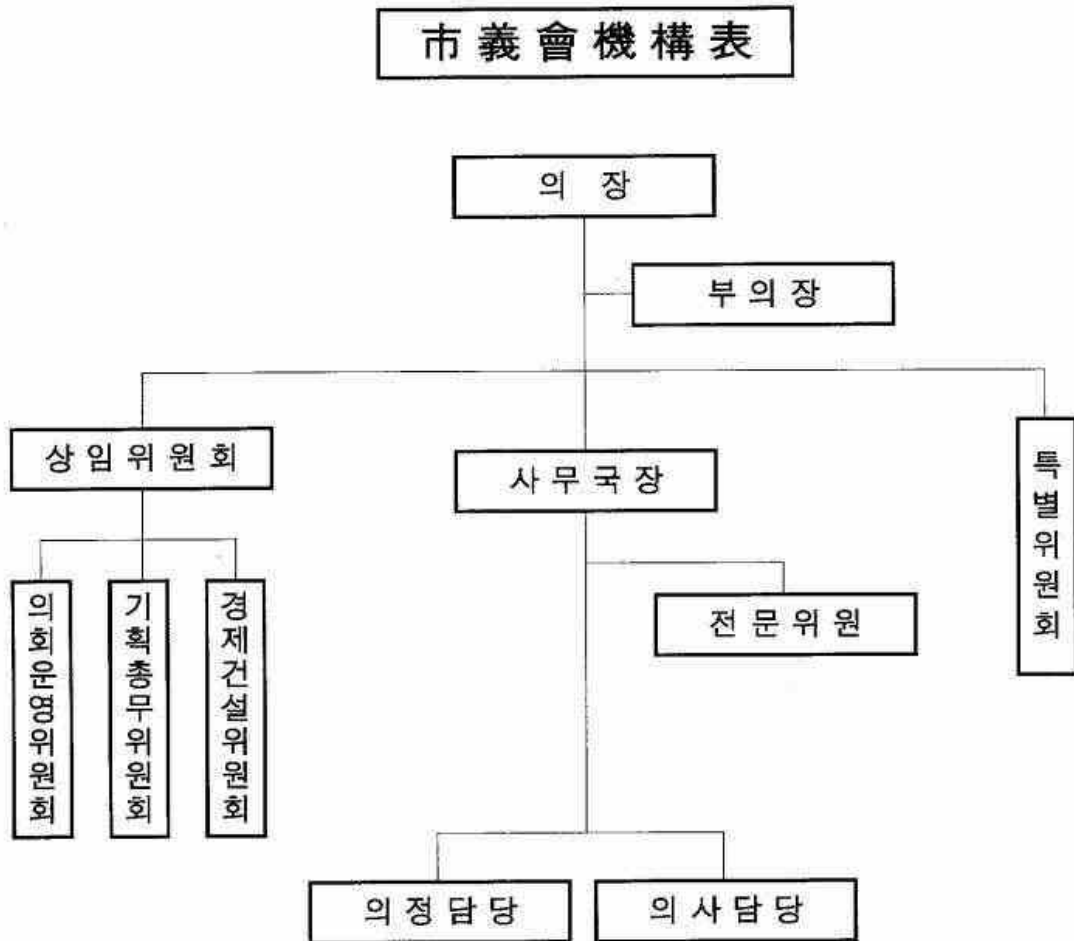 市義會機構表
의 장
부의장
상임위원회
사무국장
특별위원회
의회운영위원회
기획총무위원회
경제건설위원회
전문위원
의정담당
의사담당